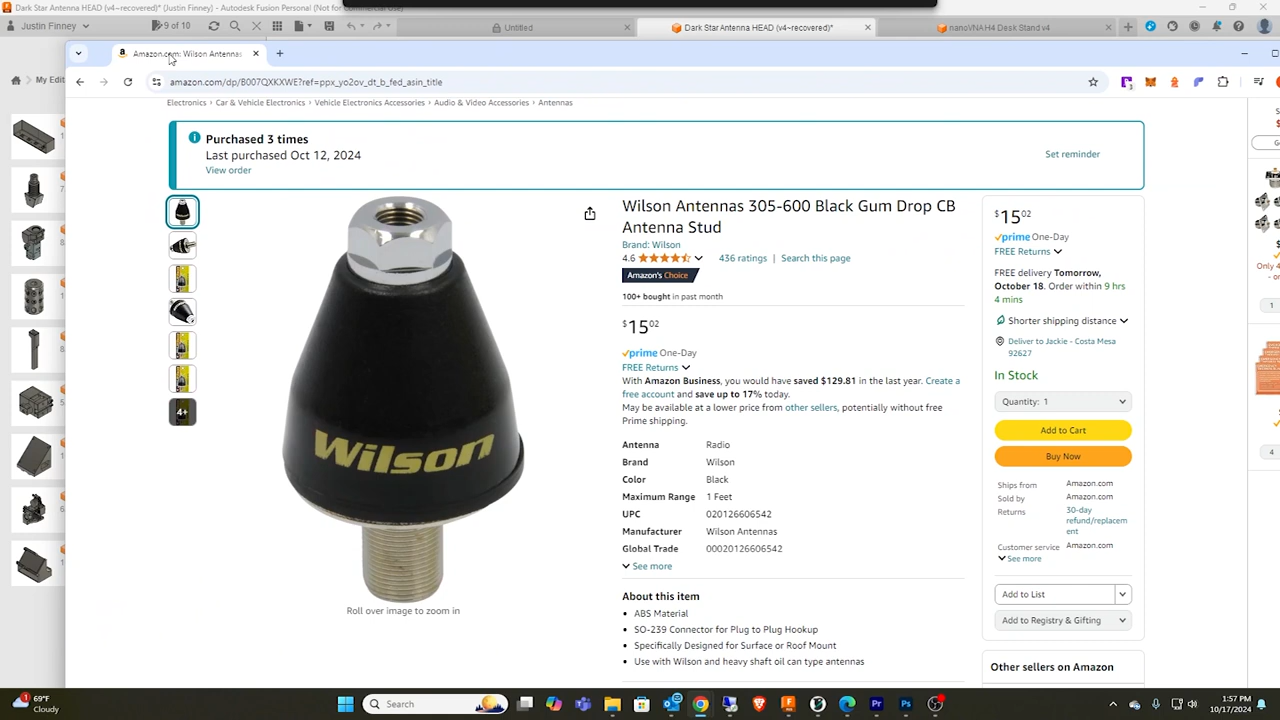 Dark Star Antenna HEAD (v4~recovered)* (Justin Finney) - Autodesk Fusion Personal (Not for Commercial
Justin Finney
9 of 10
Untitled
Dark Star Antenna HEAD (v4~recovered)*
nanoVNA H4 Desk Stand v4*
Amazon.com: Wilson Antennas
My Edit
amazon.com/dp/B007QXKXWE?ref=ppx_yo2ov_dt_b_fed_asin_title
Electronics › Car & Vehicle Electronics › Vehicle Electronics Accessories › Audio & Video Accessories › Antennas
Purchased 3 times
Last purchased Oct 12, 2024
View order
Set reminder
4+
Wilson
Roll over image to zoom in
Wilson Antennas 305-600 Black Gum Drop CB
Antenna Stud
Brand: Wilson
4.6
436 ratings | Search this page
Amazon's Choice
100+ bought in past month
$15 02
prime One-Day
FREE Returns
With Amazon Business, you would have saved $129.81 in the last year. Create a
free account and save up to 17% today.
May be available at a lower price from other sellers, potentially without free
Prime shipping.
Antenna Radio
Brand Wilson
Color Black
Maximum Range 1 Feet
UPC 020126606542
Manufacturer Wilson Antennas
Global Trade 00020126606542
See more
About this item
• ABS Material
• SO-239 Connector for Plug to Plug Hookup
• Specifically Designed for Surface or Roof Mount
• Use with Wilson and heavy shaft oil can type antennas
$15 02
prime One-Day
FREE Returns
FREE delivery Tomorrow,
October 18. Order within 9 hrs
4 mins
Shorter shipping distance
Deliver to Jackie - Costa Mesa
92627
In Stock
Quantity: 1
Add to Cart
Buy Now
Ships from Amazon.com
Sold by Amazon.com
Returns 30-day
refund/replacem
ent
Customer service Amazon.com
See more
Add to List
Add to Registry & Gifting
Other sellers on Amazon
69°F
Cloudy
Search
1:57 PM
10/17/2024